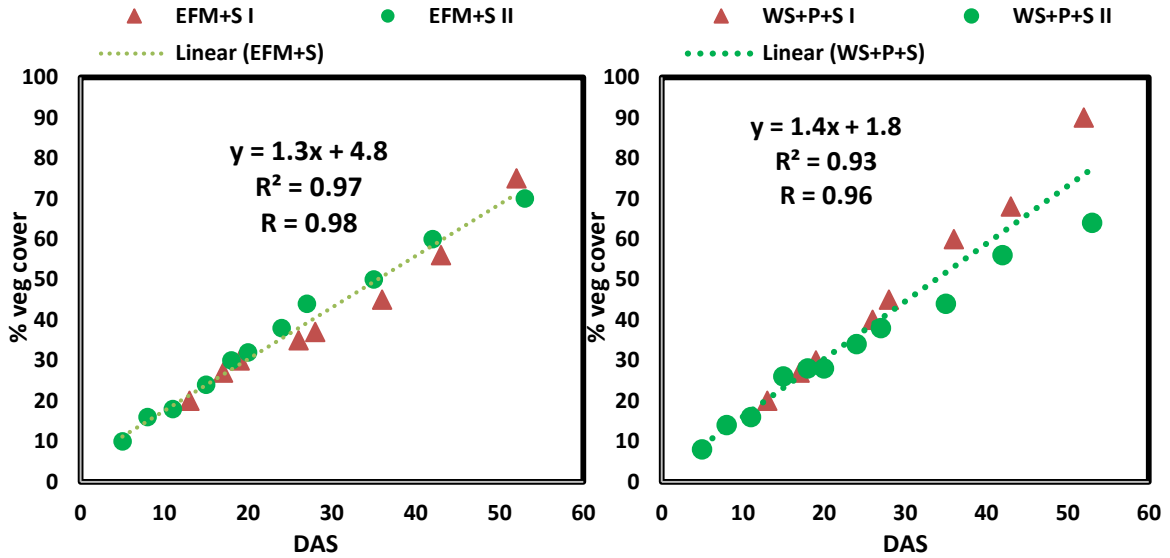 EFM+S I
EFM+S II
Linear (EFM+S)
% veg cover
100
90
80
70
60
50
40
30
20
10
0
y = 1.3x + 4.8
R² = 0.97
R = 0.98
0 10 20 30 40 50 60
DAS
WS+P+S I
WS+P+S II
Linear (WS+P+S)
% veg cover
100
90
80
70
60
50
40
30
20
10
0
y = 1.4x + 1.8
R² = 0.93
R = 0.96
0 10 20 30 40 50 60
DAS